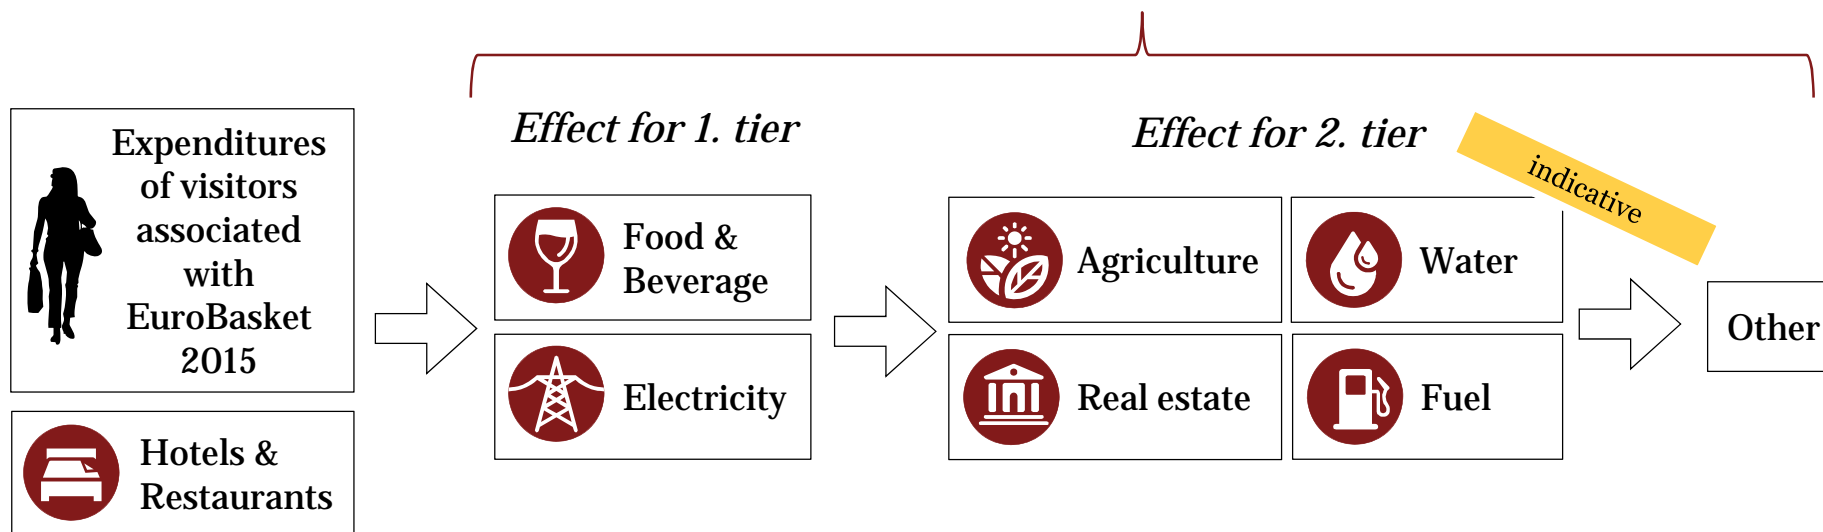 Effect for 1. tier
Effect for 2. tier
indicative
Expenditures
of visitors
associated
with
EuroBasket
2015
Hotels &
Restaurants
Food &
Beverage
Electricity
Agriculture
Water
Real estate
Fuel
Other